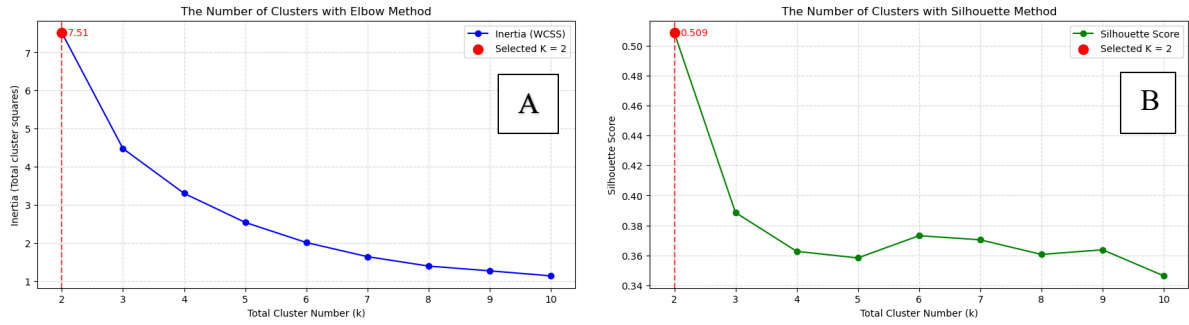 The Number of Clusters with Elbow Method
7.51
Inertia (WCSS)
Selected K = 2
A
7
6
5
4
3
2
1
Inertia (Total cluster squares)
2 3 4 5 6 7 8 9 10
Total Cluster Number (k)
The Number of Clusters with Silhouette Method
0.509
Silhouette Score
Selected K = 2
B
0.50
0.48
0.46
0.44
0.42
0.40
0.38
0.36
0.34
Silhouette Score
2 3 4 5 6 7 8 9 10
Total Cluster Number (k)